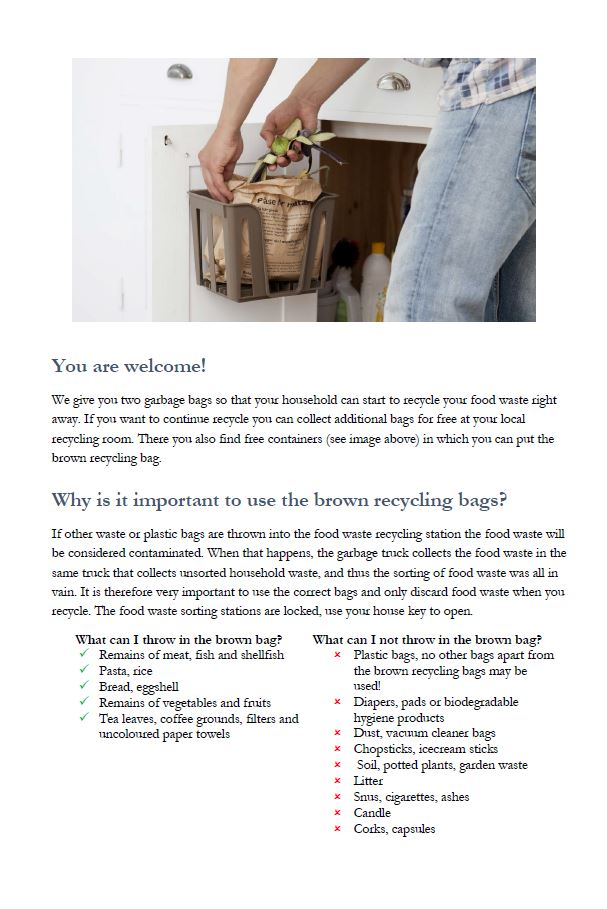 Påse för matavfall
You are welcome!
We give you two garbage bags so that your household can start to recycle your food waste right
away. If you want to continue recycle you can collect additional bags for free at your local
recycling room. There you also find free containers (see image above) in which you can put the
brown recycling bag.
Why is it important to use the brown recycling bags?
If other waste or plastic bags are thrown into the food waste recycling station the food waste will
be considered contaminated. When that happens, the garbage truck collects the food waste in the
same truck that collects unsorted household waste, and thus the sorting of food waste was all in
vain. It is therefore very important to use the correct bags and only discard food waste when you
recycle. The food waste sorting stations are locked, use your house key to open.
What can I throw in the brown bag?
✓ Remains of meat, fish and shellfish
✓ Pasta, rice
✓ Bread, eggshell
✓ Remains of vegetables and fruits
✓ Tea leaves, coffee grounds, filters and
uncoloured paper towels
What can I not throw in the brown bag?
× Plastic bags, no other bags apart from
the brown recycling bags may be
used!
× Diapers, pads or biodegradable
hygiene products
× Dust, vacuum cleaner bags
× Chopsticks, icecream sticks
× Soil, potted plants, garden waste
× Litter
× Snus, cigarettes, ashes
× Candle
× Corks, capsules